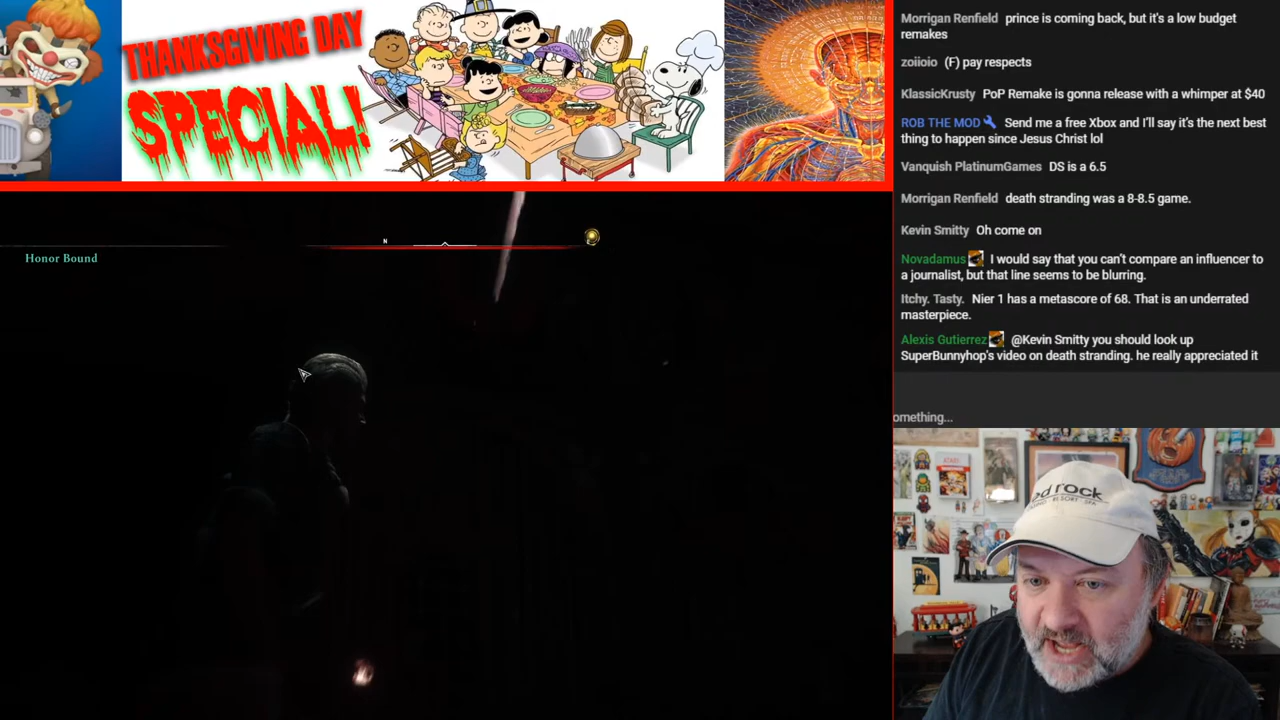 THANKSGIVING DAY
SPECIAL!
N
Honor Bound
Morrigan Renfield prince is coming back, but it's a low budget
remakes
zoiioio (F) pay respects
KlassicKrusty PoP Remake is gonna release with a whimper at $40
ROB THE MOD Send me a free Xbox and I'll say it's the next best
thing to happen since Jesus Christ lol
Vanquish PlatinumGames DS is a 6.5
Morrigan Renfield death stranding was a 8-8.5 game.
Kevin Smitty Oh come on
Novadamus I would say that you can't compare an influencer to
a journalist, but that line seems to be blurring.
Itchy. Tasty. Nier 1 has a metascore of 68. That is an underrated
masterpiece.
Alexis Gutierrez @Kevin Smitty you should look up
SuperBunnyhop's video on death stranding. he really appreciated it
omething...
ed rock